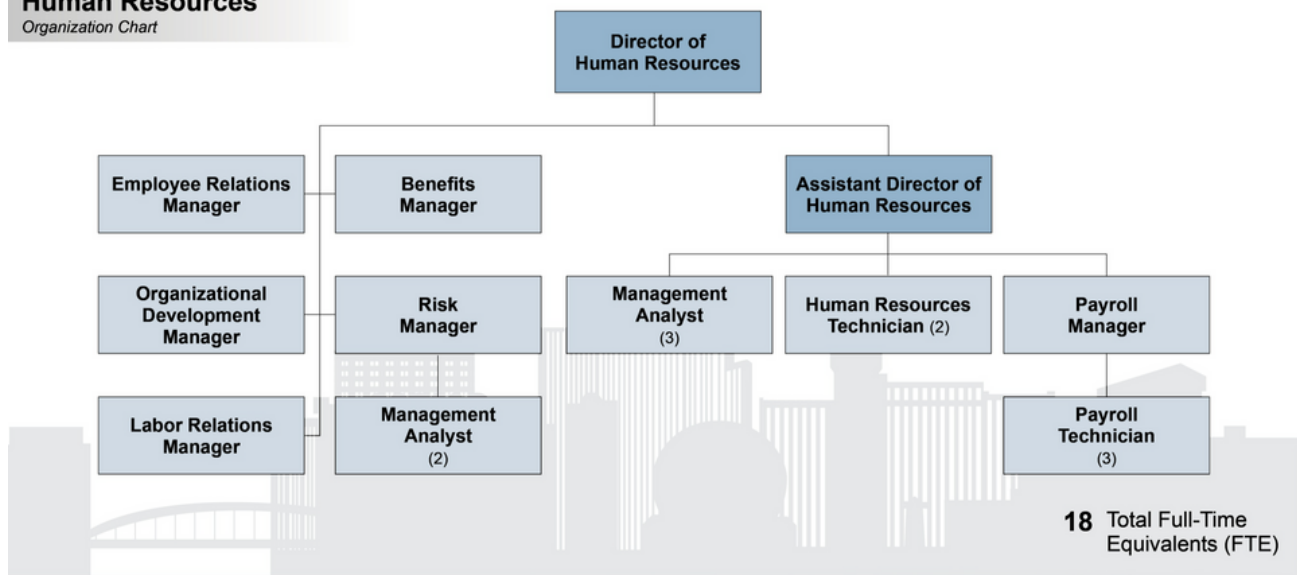 Human Resources
Organization Chart
Director of
Human Resources
Employee Relations
Manager
Benefits
Manager
Assistant Director of
Human Resources
Organizational
Development
Manager
Risk
Manager
Management
Analyst
(3)
Human Resources
Technician (2)
Payroll
Manager
Labor Relations
Manager
Management
Analyst
(2)
Payroll
Technician
(3)
18 Total Full-Time
Equivalents (FTE)